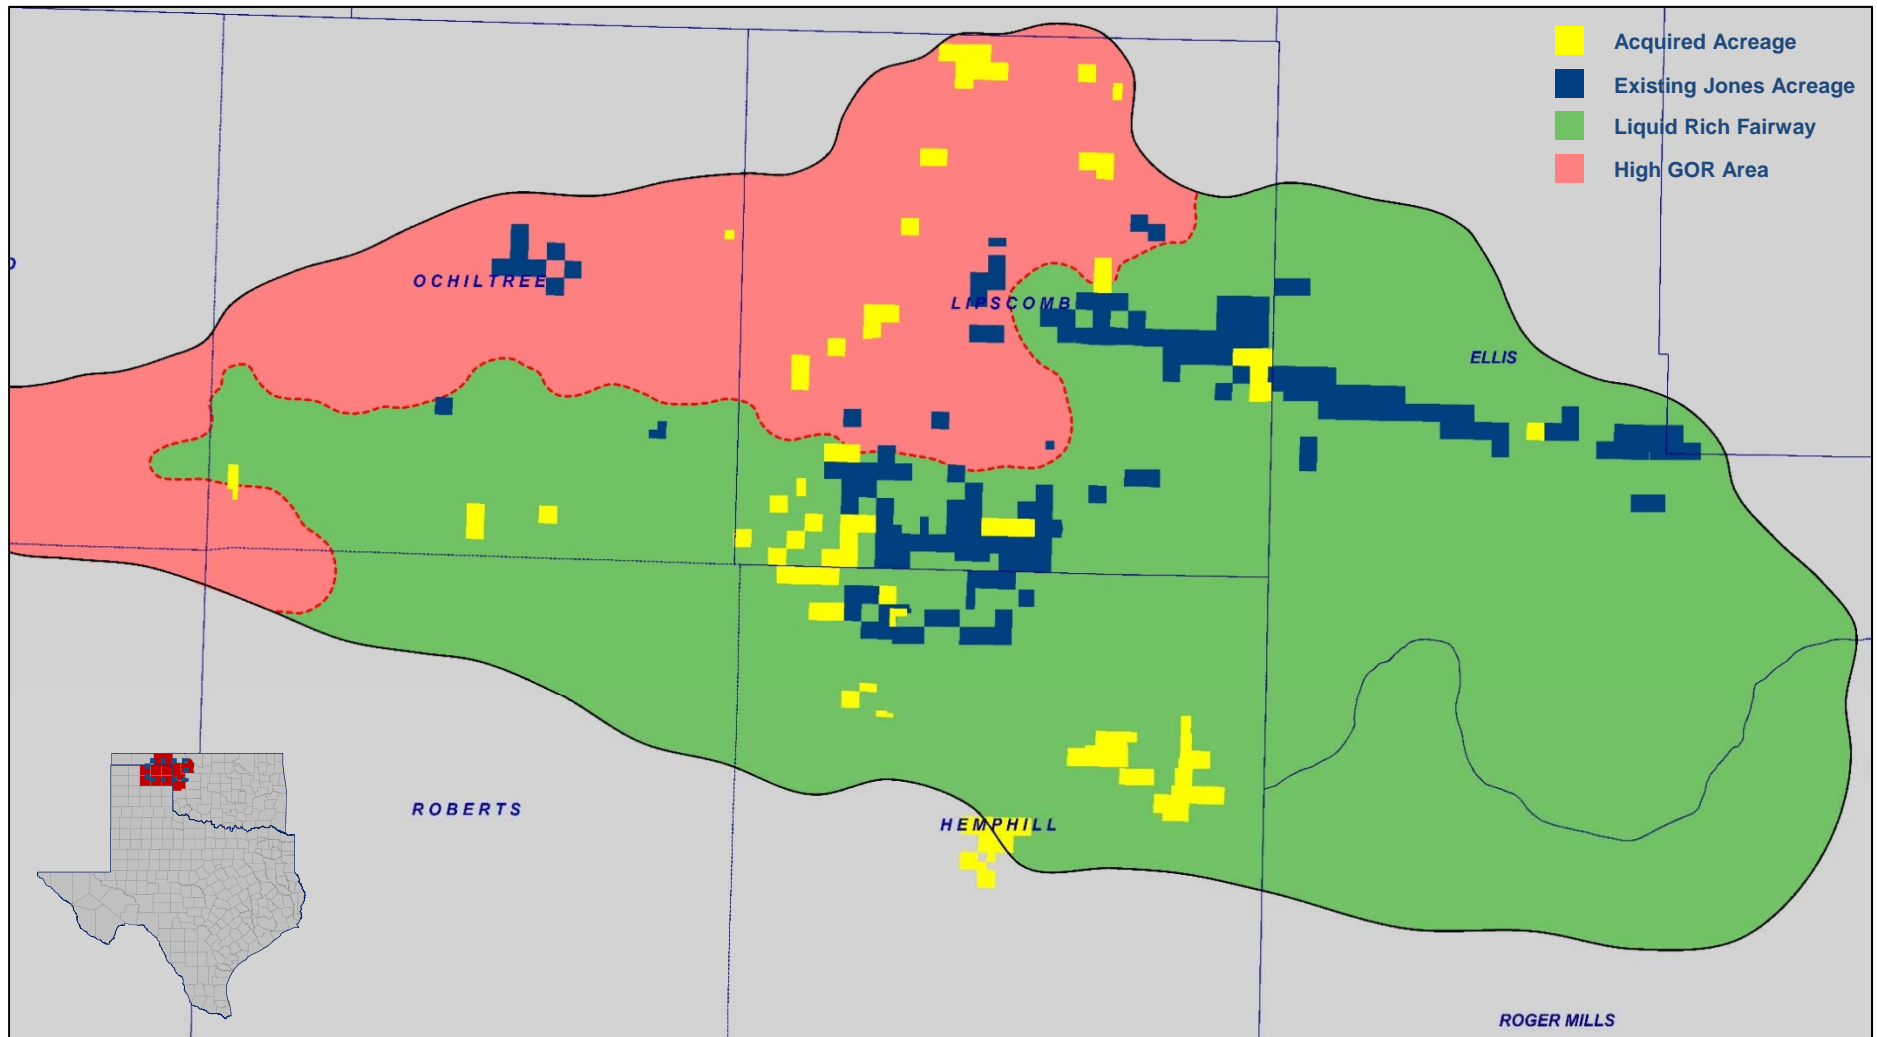 Acquired Acreage
Existing Jones Acreage
Liquid Rich Fairway
High GOR Area
OCHILTREE
LIPSCOMB
ELLIS
ROBERTS
HEMPHILL
ROGER MILLS